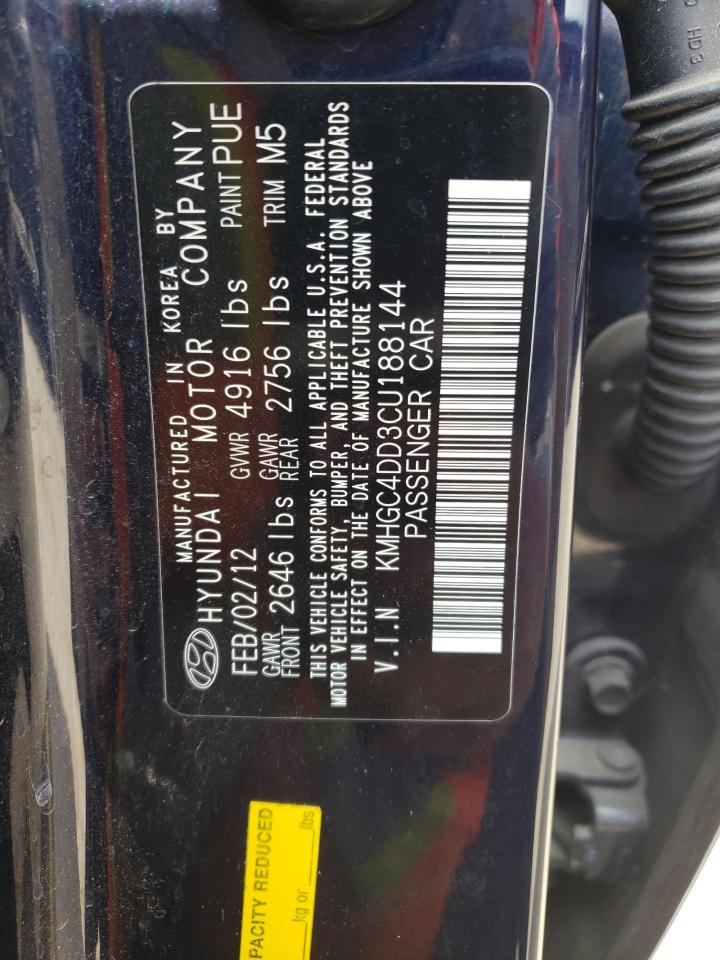 MANUFACTURED IN KOREA BY
HYUNDAI MOTOR COMPANY
FEB/02/12 GVWR 4916 lbs PAINT PUE
GAWR FRONT 2646 lbs GAWR REAR 2756 lbs TRIM M5
THIS VEHICLE CONFORMS TO ALL APPLICABLE U.S.A. FEDERAL
MOTOR VEHICLE SAFETY, BUMPER, AND THEFT PREVENTION STANDARDS
IN EFFECT ON THE DATE OF MANUFACTURE SHOWN ABOVE
V.I.N KMHGC4DD3CU188144
PASSENGER CAR
PACITY REDUCED
kg or lbs
HD3